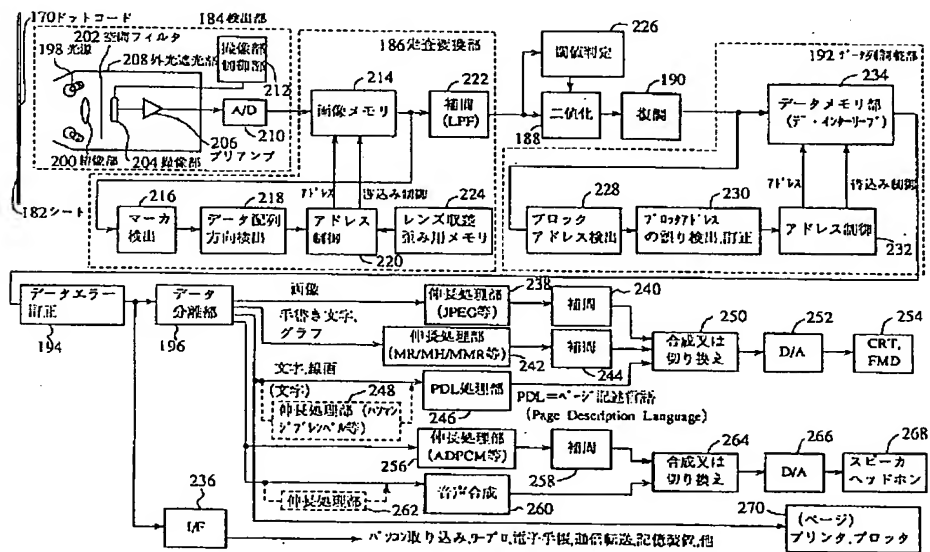 170ドットコード
184検出部
202空間フィルタ
198光源
208外光遮光部
撮像部
制御部
212
A/D
210
206
プリアンプ
200結像部
204撮像部
182シート
186走査変換部
214
画像メモリ
222
補間
(LPF)
アドレス
書込み制御
216
マーカ
検出
218
データ配列
方向検出
アドレス
制御
220
224
レンズ収差
歪み用メモリ
226
閾値判定
188
二値化
190
復調
192データ列調整部
234
データメモリ部
(デ・インターリーブ)
アドレス
書込み制御
228
ブロック
アドレス検出
230
ブロックアドレス
の誤り検出,訂正
アドレス制御
232
データエラー
訂正
194
データ
分離部
196
画像
238
伸長処理部
(JPEG等)
240
補間
手書き文字,
グラフ
伸長処理部
(MR/MH/MMR等)
242
補間
244
250
合成又は
切り換え
252
D/A
254
CRT,
FMD
文字,線画
(文字)
248
伸長処理部(ハフマン
ジブレンペル等)
PDL処理部
246
PDL=ページ記述言語
(Page Description Language)
256
伸長処理部
(ADPCM等)
補間
258
264
合成又は
切り換え
266
D/A
268
スピーカ
ヘッドホン
伸長処理部
262
音声合成
260
236
I/F
パソコン取り込み,ワープロ,電子手帳,通信転送,記憶装置,他
270
(ページ)
プリンタ,プロッタ